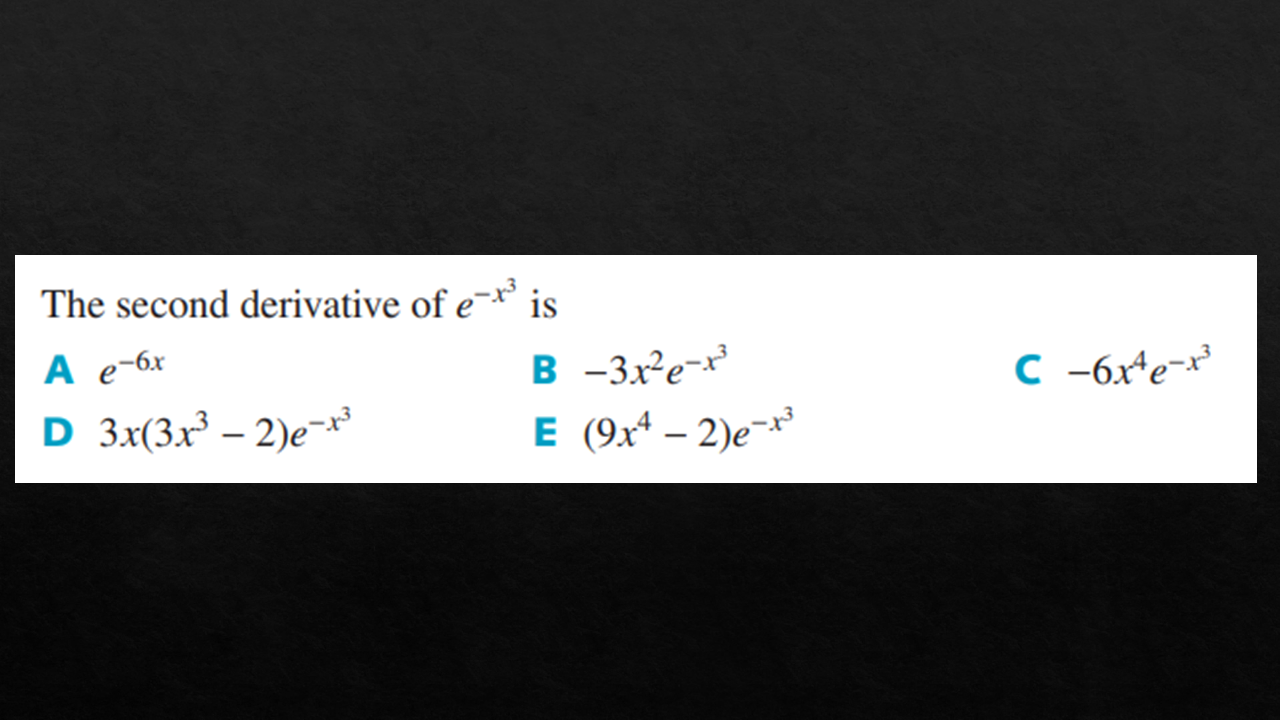 The second derivative of e^{-x^3} is
A e^{-6x} B -3x^2e^{-x^3} C -6x^4e^{-x^3}
D 3x(3x^3 – 2)e^{-x^3} E (9x^4 – 2)e^{-x^3}